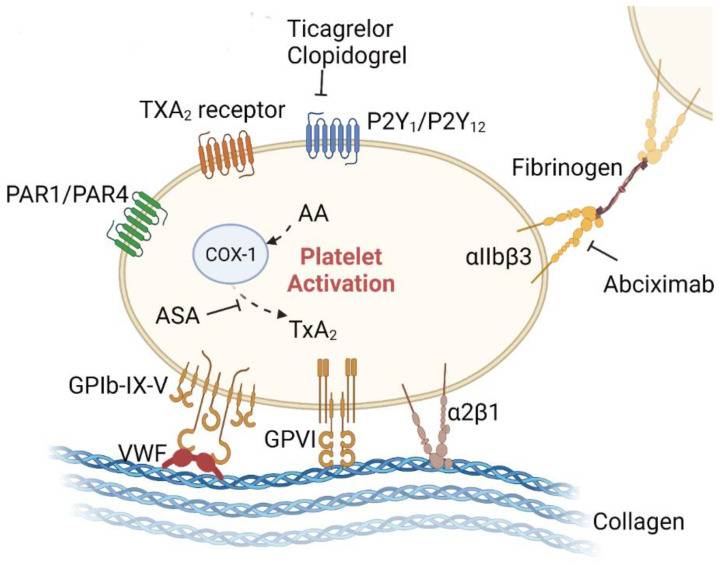 Ticagrelor
Clopidogrel
TXA₂ receptor
P2Y₁/P2Y₁₂
PAR1/PAR4
Fibrinogen
AA
COX-1
Platelet
Activation
αIIbβ3
Abciximab
ASA
TxA₂
GPIb-IX-V
α2β1
GPVI
VWF
Collagen